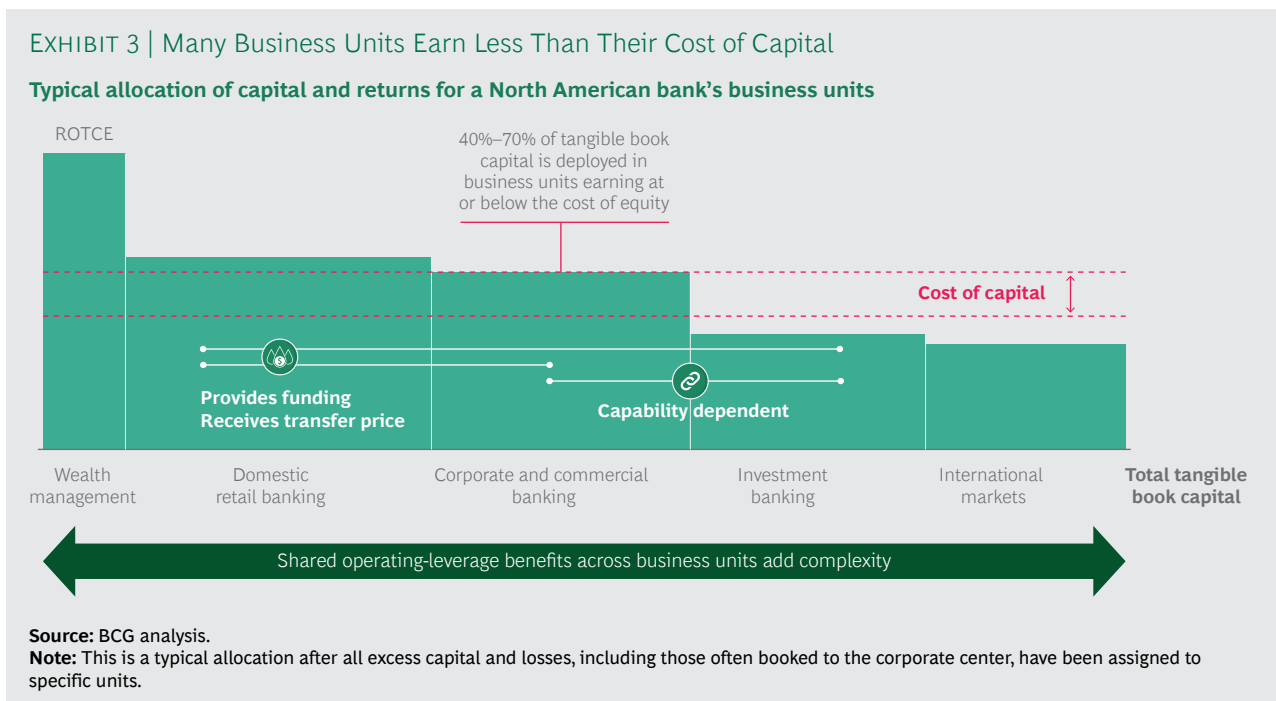 EXHIBIT 3 | Many Business Units Earn Less Than Their Cost of Capital
Typical allocation of capital and returns for a North American bank's business units
ROTCE
40%–70% of tangible book
capital is deployed in
business units earning at
or below the cost of equity
Cost of capital
$
Provides funding
Receives transfer price
Capability dependent
Wealth
management
Domestic
retail banking
Corporate and commercial
banking
Investment
banking
International
markets
Total tangible
book capital
Shared operating-leverage benefits across business units add complexity
Source: BCG analysis.
Note: This is a typical allocation after all excess capital and losses, including those often booked to the corporate center, have been assigned to
specific units.